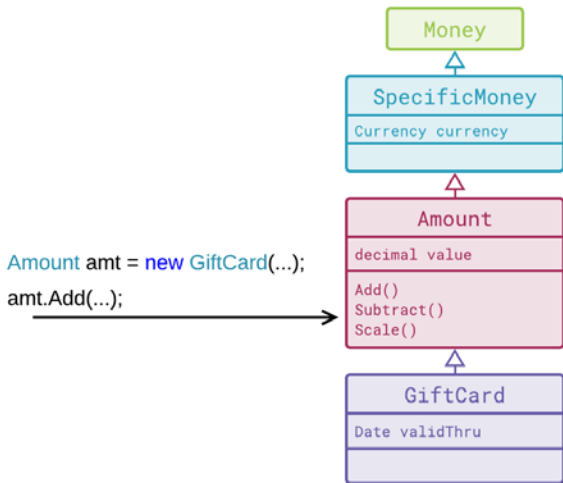 Money
SpecificMoney
Currency currency
Amount
decimal value
Add()
Subtract()
Scale()
Amount amt = new GiftCard(...);
amt.Add(...);
GiftCard
Date validThru